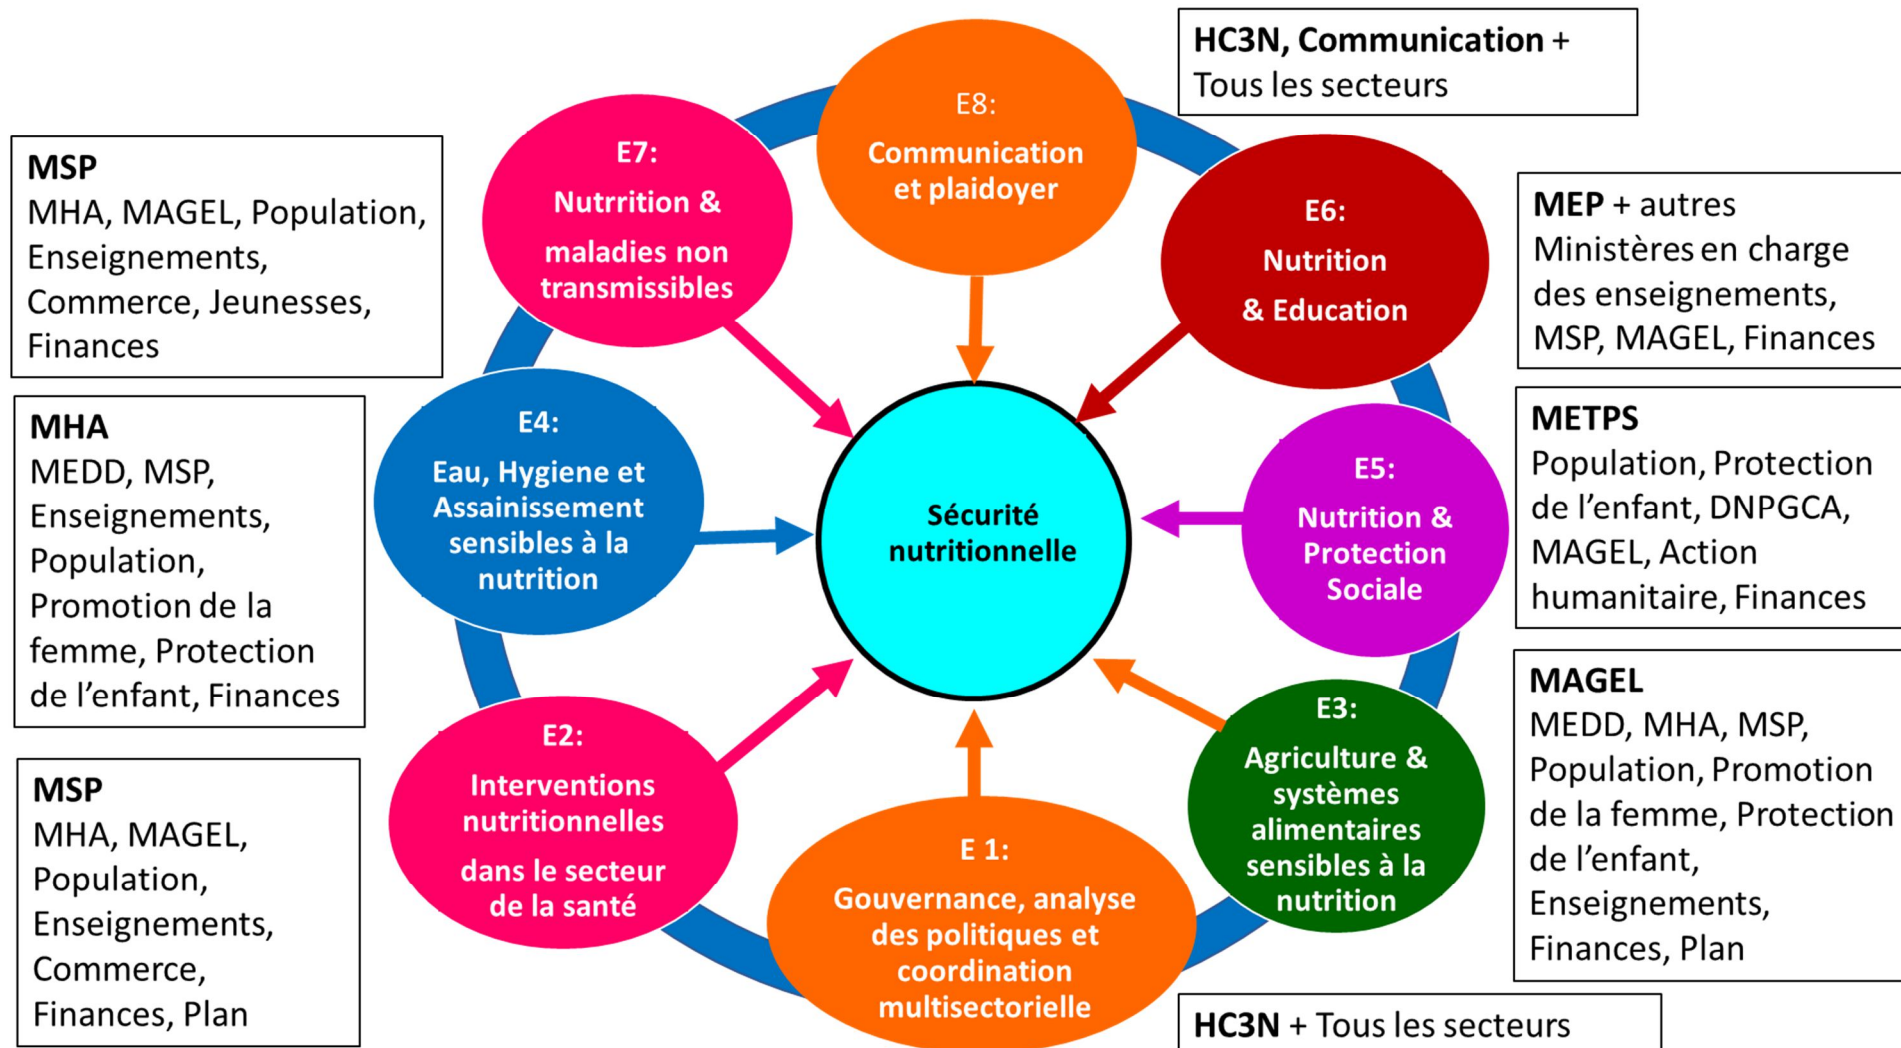 HC3N, Communication +
Tous les secteurs
E8:
Communication
et plaidoyer
E7:
Nutrrition &
maladies non
transmissibles
MSP
MHA, MAGEL, Population,
Enseignements,
Commerce, Jeunesses,
Finances
E6:
Nutrition
& Education
MEP + autres
Ministères en charge
des enseignements,
MSP, MAGEL, Finances
MHA
MEDD, MSP,
Enseignements,
Population,
Promotion de la
femme, Protection
de l’enfant, Finances
E4:
Eau, Hygiene et
Assainissement
sensibles à la
nutrition
Sécurité
nutritionnelle
E5:
Nutrition &
Protection
Sociale
METPS
Population, Protection
de l’enfant, DNPGCA,
MAGEL, Action
humanitaire, Finances
MSP
MHA, MAGEL,
Population,
Enseignements,
Commerce,
Finances, Plan
E2:
Interventions
nutritionnelles
dans le secteur
de la santé
E 1:
Gouvernance, analyse
des politiques et
coordination
multisectorielle
E3:
Agriculture &
systèmes
alimentaires
sensibles à la
nutrition
MAGEL
MEDD, MHA, MSP,
Population, Promotion
de la femme, Protection
de l’enfant,
Enseignements,
Finances, Plan
HC3N + Tous les secteurs